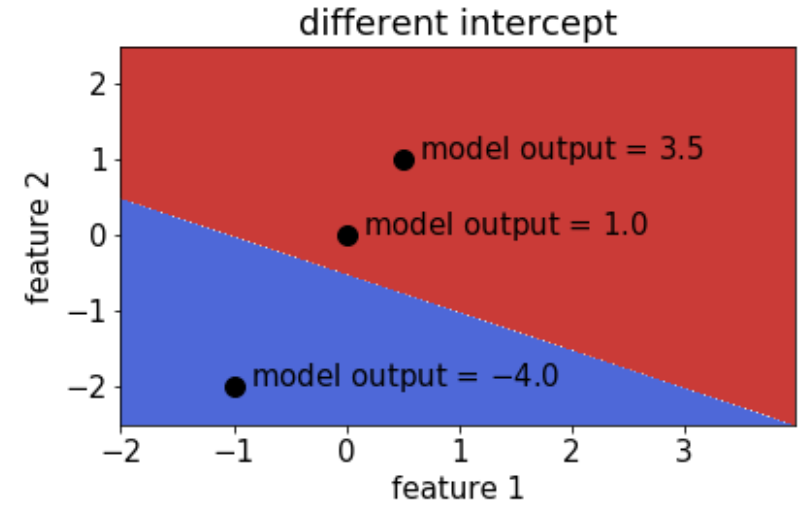 different intercept
2
model output = 3.5
1
model output = 1.0
0
feature 2
−1
model output = −4.0
−2
−2 −1 0 1 2 3
feature 1